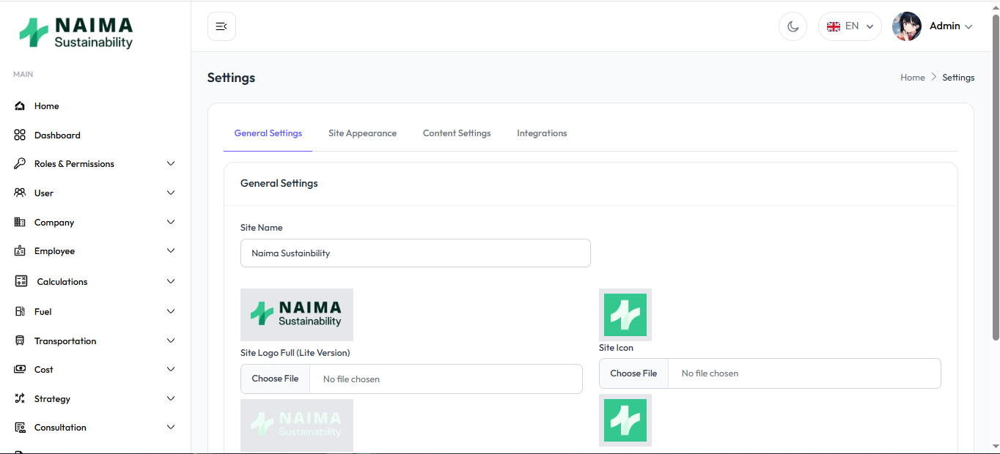 NAIMA
Sustainability
MAIN
Home
Dashboard
Roles & Permissions
User
Company
Employee
Calculations
Fuel
Transportation
Cost
Strategy
Consultation
EN
Admin
Settings
Home > Settings
General Settings
Site Appearance
Content Settings
Integrations
General Settings
Site Name
Naima Sustainbility
NAIMA
Sustainability
Site Logo Full (Lite Version)
Choose File No file chosen
NAIMA
Sustainability
Site Icon
Choose File No file chosen